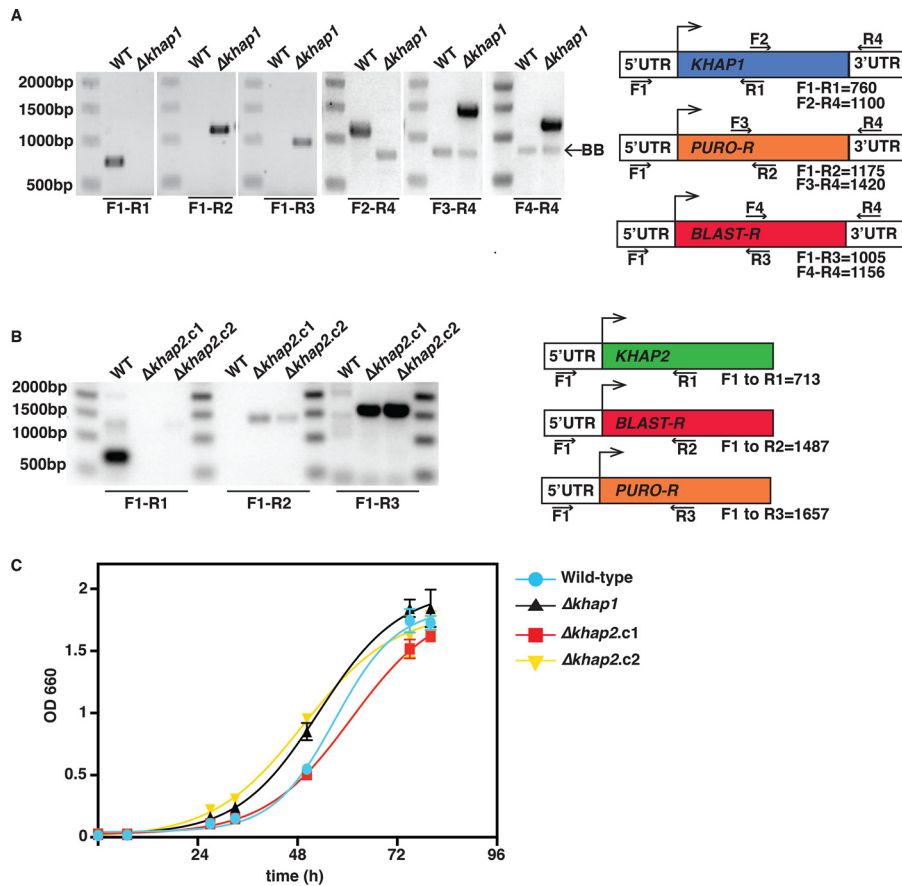 A
WT Δkhap1 WT Δkhap1 WT Δkhap1 WT Δkhap1 WT Δkhap1 WT Δkhap1
2000bp
1500bp
1000bp
500bp
←BB
F1-R1 F1-R2 F1-R3 F2-R4 F3-R4 F4-R4
F2 R4
5'UTR KHAP1 3'UTR
F1 R1 F1-R1=760
F2-R4=1100
F3 R4
5'UTR PURO-R 3'UTR
F1 R2 F1-R2=1175
F3-R4=1420
F4 R4
5'UTR BLAST-R 3'UTR
F1 R3 F1-R3=1005
F4-R4=1156
B
WT Δkhap2.c1 Δkhap2.c2 WT Δkhap2.c1 Δkhap2.c2 WT Δkhap2.c1 Δkhap2.c2
2000bp
1500bp
1000bp
500bp
F1-R1 F1-R2 F1-R3
5'UTR KHAP2
F1 R1 F1 to R1=713
5'UTR BLAST-R
F1 R2 F1 to R2=1487
5'UTR PURO-R
F1 R3 F1 to R3=1657
C
OD 660
2
1.5
1
0.5
0
24 48 72 96
time (h)
Wild-type
Δkhap1
Δkhap2.c1
Δkhap2.c2